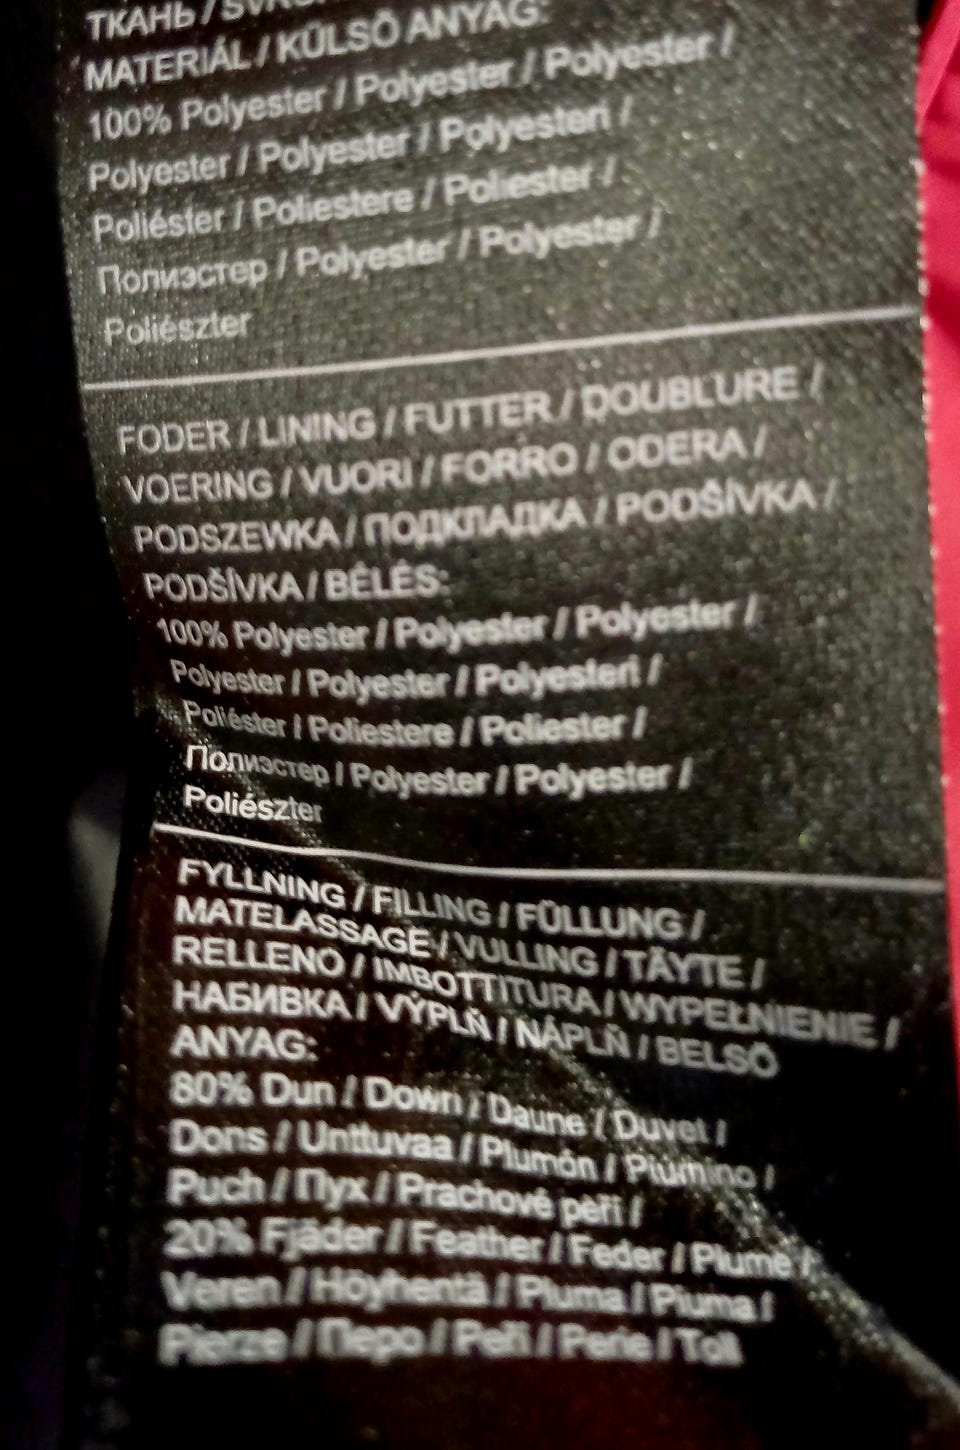 ТКАНЬ /
MATERIÁL / KÜLSÕ ANYAG:
100% Polyester / Polyester / Polyester /
Polyester / Polyester / Polyesteri /
Poliéster / Poliestere / Poliester /
Полиэстер / Polyester / Polyester /
Poliészter
FODER / LINING / FUTTER / DOUBLURE /
VOERING / VUORI / FORRO / ODERA /
PODSZEWKA / ПОДКЛАДКА / PODŠÍVKA /
PODŠÍVKA / BÉLÉS:
100% Polyester / Polyester / Polyester /
Polyester / Polyester / Polyesteri /
Poliéster / Poliestere / Poliester /
Полиэстер / Polyester / Polyester /
Poliészter
FYLLNING / FILLING / FÜLLUNG /
MATELASSAGE / VULLING / TÄYTE /
RELLENO / IMBOTTITURA / WYPEŁNIENIE /
НАБИВКА / VÝPLŇ / NÁPLŇ / BELSÕ
ANYAG:
80% Dun / Down / Daune / Duvet /
Dons / Unttuvaa / Plumón / Piumino /
Puch / Пух / Prachové peří /
20% Fjäder / Feather / Feder / Plume /
Veren / Höyhentä / Pluma / Piuma /
Pierze / Перо / Peří / Perie / Toll